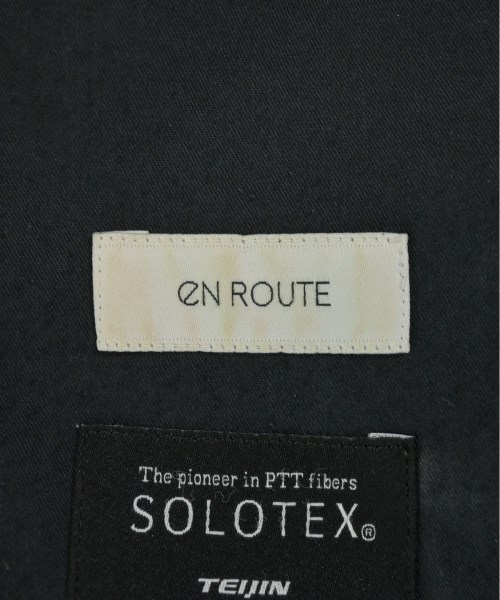 en ROUTE
The pioneer in PTT fibers
SOLOTEX®
TEIJIN